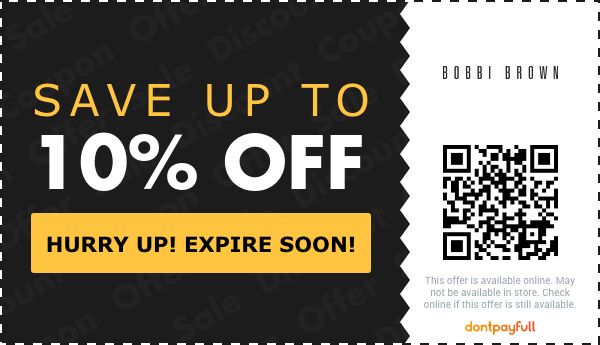 SAVE UP TO
10% OFF
HURRY UP! EXPIRE SOON!
BOBBI BROWN
This offer is available online. May
not be available in store. Check
online if this offer is still available.
dontpayfull